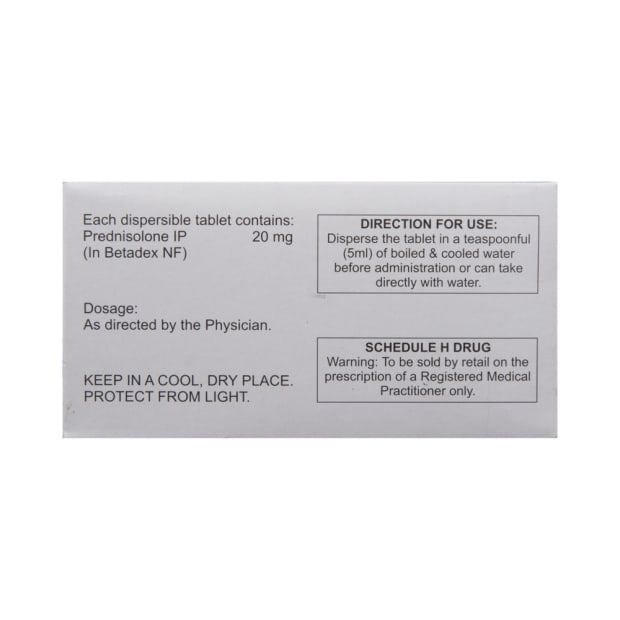 Each dispersible tablet contains:
Prednisolone IP 20 mg
(In Betadex NF)
Dosage:
As directed by the Physician.
KEEP IN A COOL, DRY PLACE.
PROTECT FROM LIGHT.
DIRECTION FOR USE:
Disperse the tablet in a teaspoonful
(5ml) of boiled & cooled water
before administration or can take
directly with water.
SCHEDULE H DRUG
Warning: To be sold by retail on the
prescription of a Registered Medical
Practitioner only.